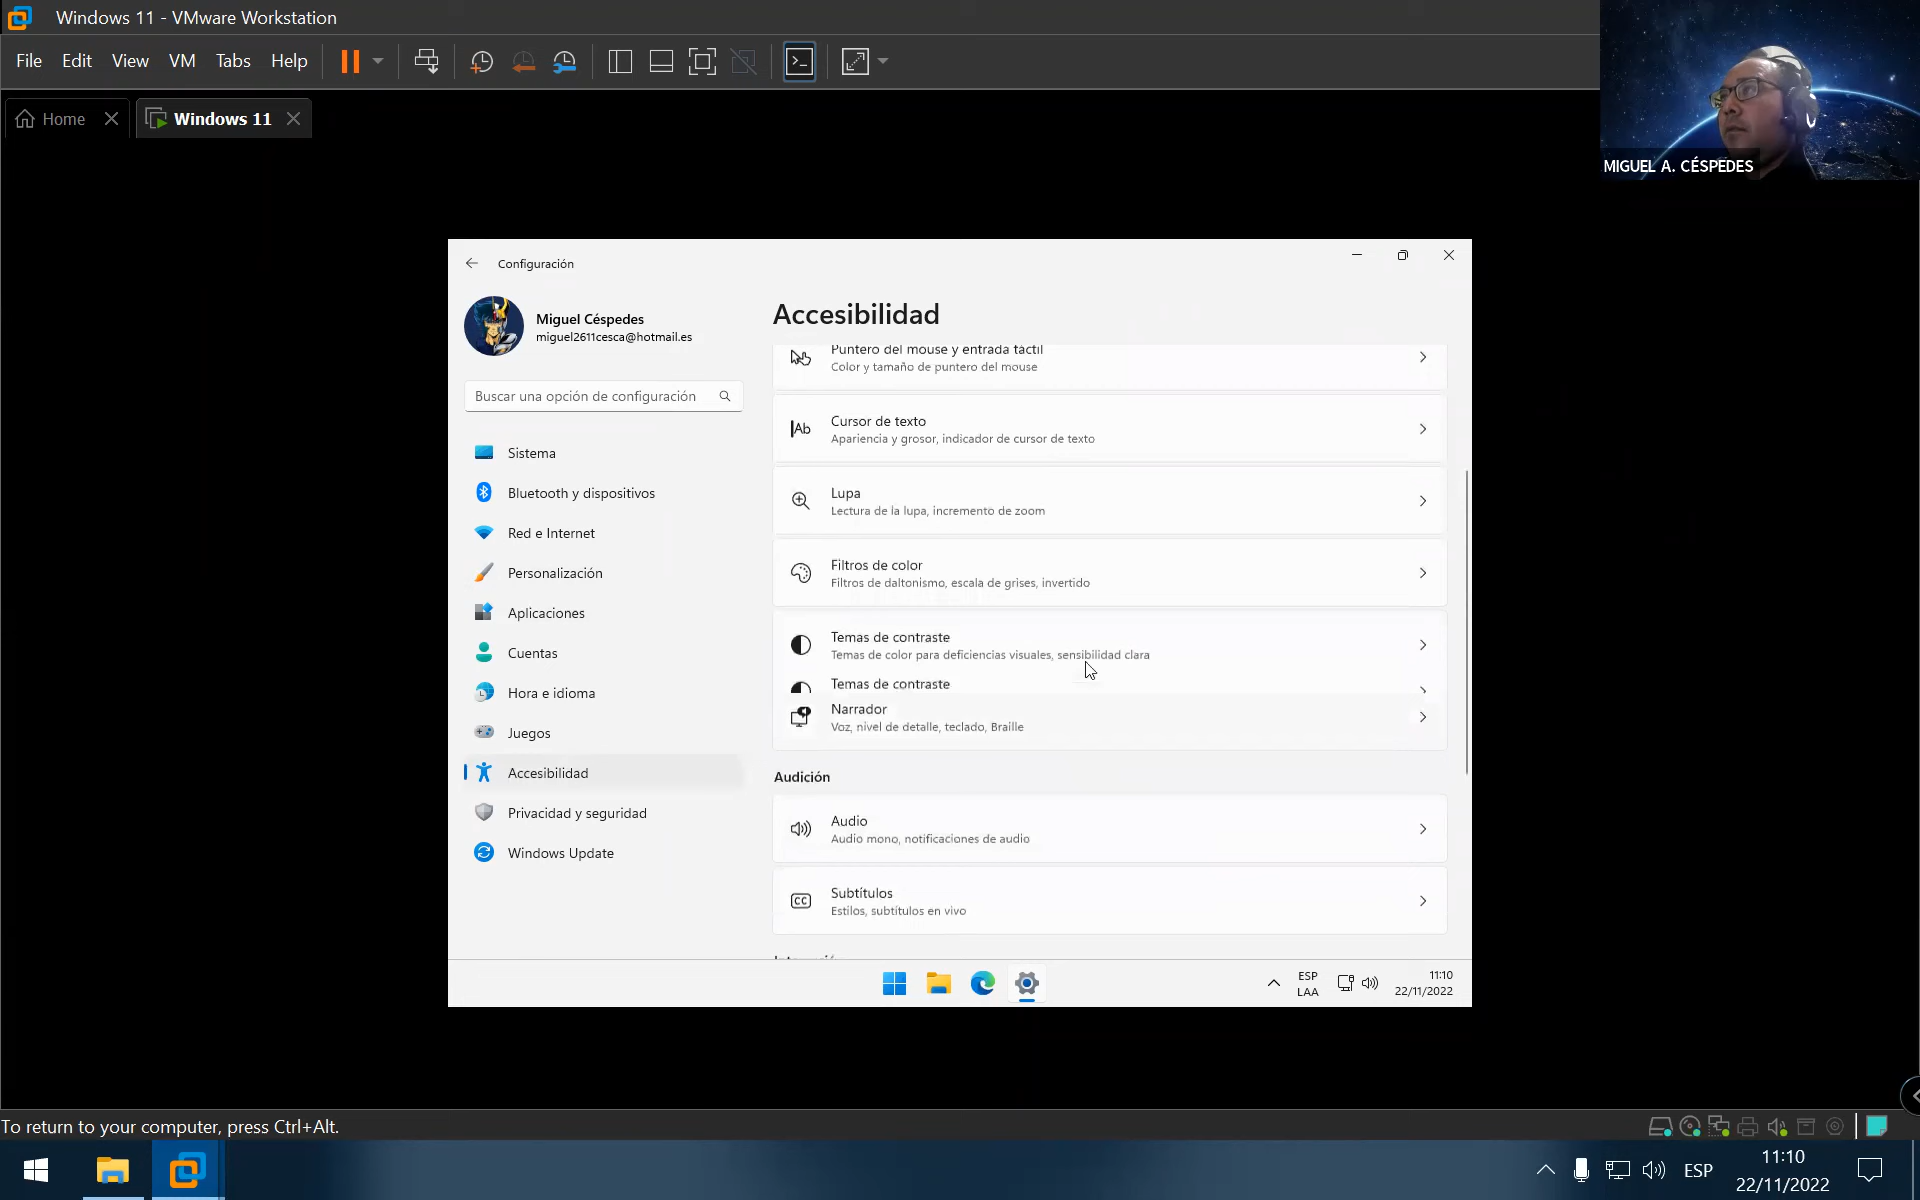 Windows 11 - VMware Workstation
File Edit View VM Tabs Help
Home
Windows 11
MIGUEL A. CÉSPEDES
Configuración
Miguel Céspedes
miguel2611cesca@hotmail.es
Buscar una opción de configuración
Sistema
Bluetooth y dispositivos
Red e Internet
Personalización
Aplicaciones
Cuentas
Hora e idioma
Juegos
Accesibilidad
Privacidad y seguridad
Windows Update
Accesibilidad
Puntero del mouse y entrada táctil
Color y tamaño de puntero del mouse
Ab
Cursor de texto
Apariencia y grosor, indicador de cursor de texto
Lupa
Lectura de la lupa, incremento de zoom
Filtros de color
Filtros de daltonismo, escala de grises, invertido
Temas de contraste
Temas de color para deficiencias visuales, sensibilidad clara
Temas de contraste
Narrador
Voz, nivel de detalle, teclado, Braille
Audición
Audio
Audio mono, notificaciones de audio
CC
Subtítulos
Estilos, subtítulos en vivo
ESP
LAA
11:10
22/11/2022
To return to your computer, press Ctrl+Alt.
ESP
11:10
22/11/2022